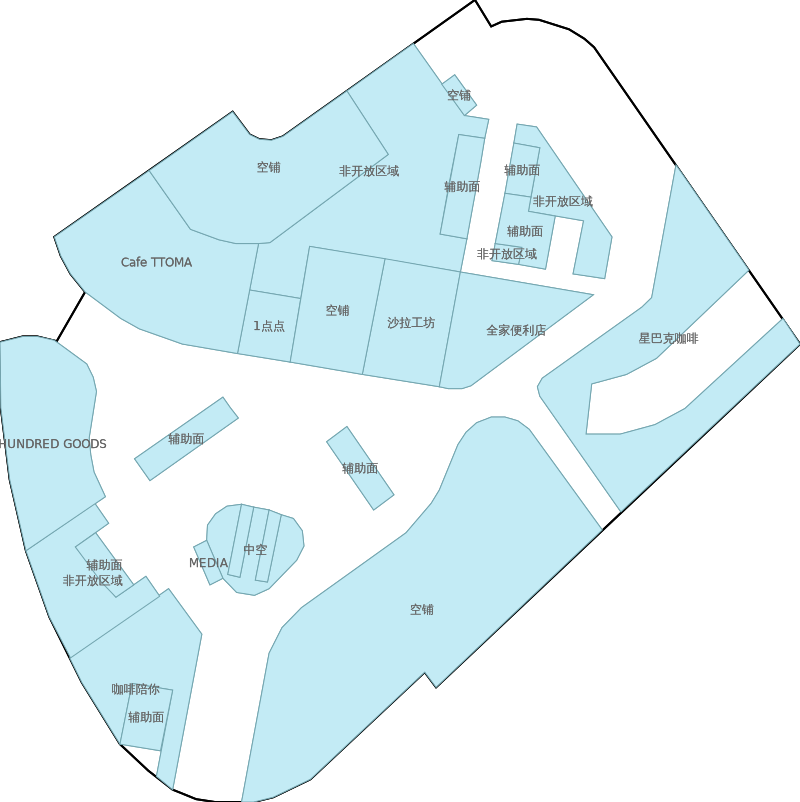 空铺
空铺
非开放区域
辅助面
辅助面
非开放区域
辅助面
非开放区域
Cafe TTOMA
空铺
1点点
沙拉工坊
全家便利店
星巴克咖啡
HUNDRED GOODS
辅助面
辅助面
中空
MEDIA
辅助面
非开放区域
空铺
咖啡陪你
辅助面